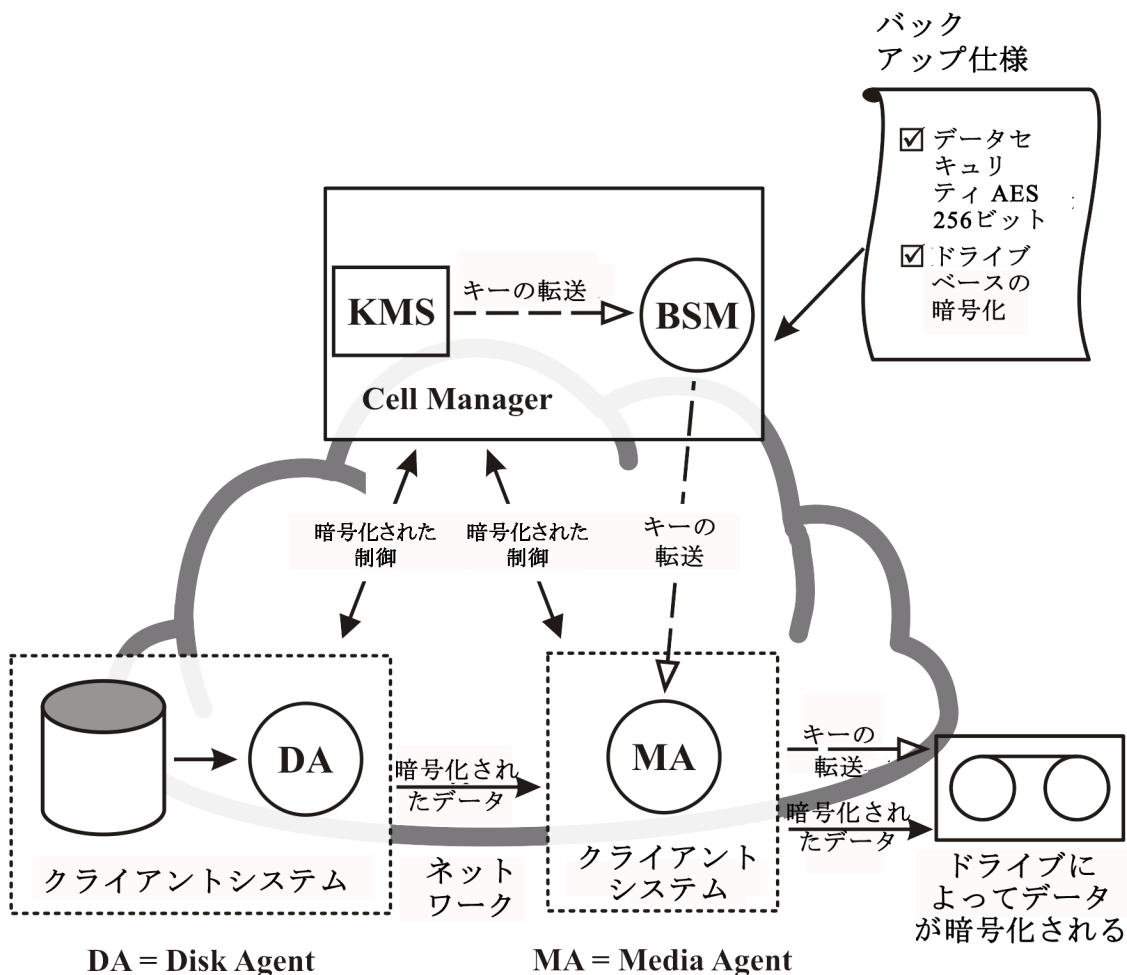 バック
アップ仕様
データセ
キュリ
ティ AES
256ビット
ドライブ
ベースの
暗号化
KMS
キーの転送
BSM
Cell Manager
暗号化された
制御
暗号化された
制御
キーの
転送
DA
暗号化され
たデータ
MA
キーの
転送
暗号化され
たデータ
クライアントシステム
ネット
ワーク
クライアント
システム
ドライブに
よってデータ
が暗号化される
DA = Disk Agent
MA = Media Agent